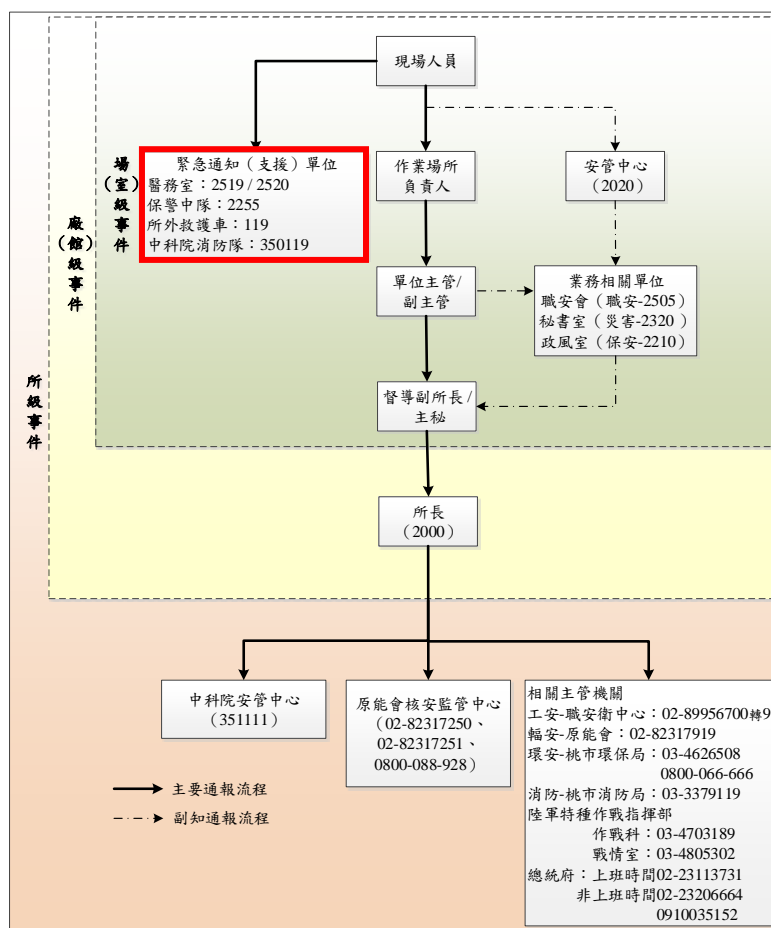 現場人員
緊急通知（支援）單位
醫務室：2519 / 2520
保警中隊：2255
所外救護車：119
中科院消防隊：350119
作業場所
負責人
安管中心
(2020)
場（室）級事件
單位主管/
副主管
業務相關單位
職安會（職安-2505）
秘書室（災害-2320）
政風室（保安-2210）
廠（館）級事件
督導副所長/
主秘
所級事件
所長
（2000）
中科院安管中心
(351111)
原能會核安監管中心
（02-82317250、
02-82317251、
0800-088-928）
相關主管機關
工安-職安衛中心：02-89956700轉9
輻安-原能會：02-82317919
環安-桃市環保局：03-4626508
0800-066-666
消防-桃市消防局：03-3379119
陸軍特種作戰指揮部
作戰科：03-4703189
戰情室：03-4805302
總統府：上班時間02-23113731
非上班時間02-23206664
0910035152
主要通報流程
副知通報流程